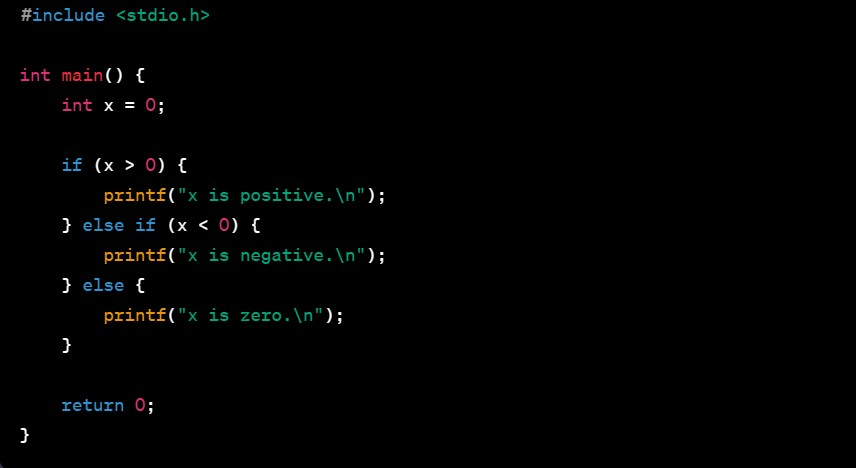 #include <stdio.h>

int main() {
    int x = 0;

    if (x > 0) {
        printf("x is positive.\n");
    } else if (x < 0) {
        printf("x is negative.\n");
    } else {
        printf("x is zero.\n");
    }

    return 0;
}